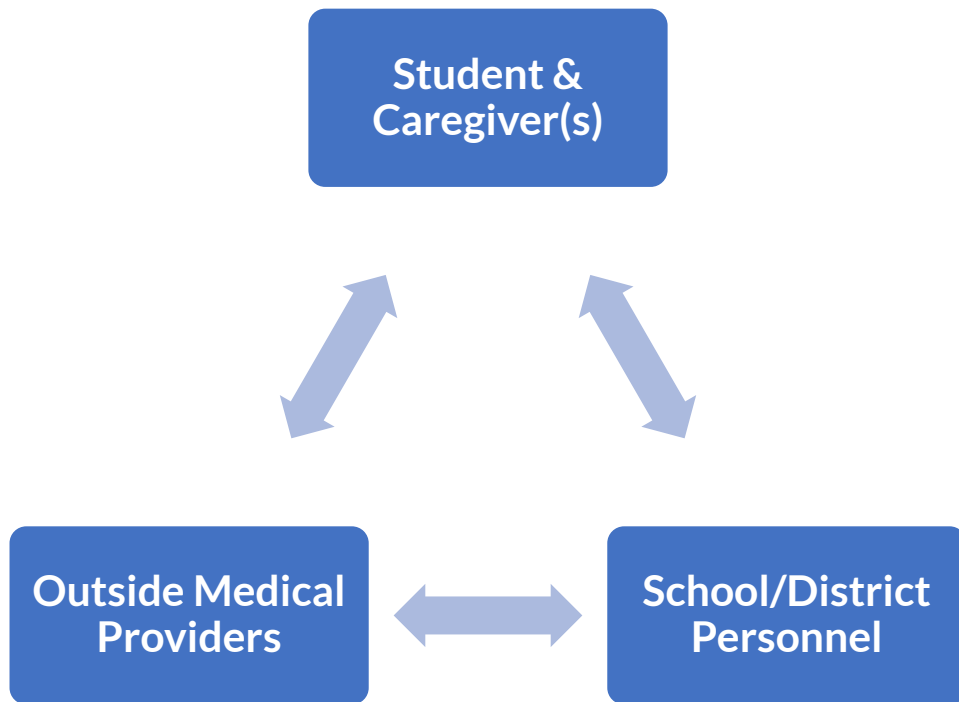 Student &
Caregiver(s)
Outside Medical
Providers
School/District
Personnel